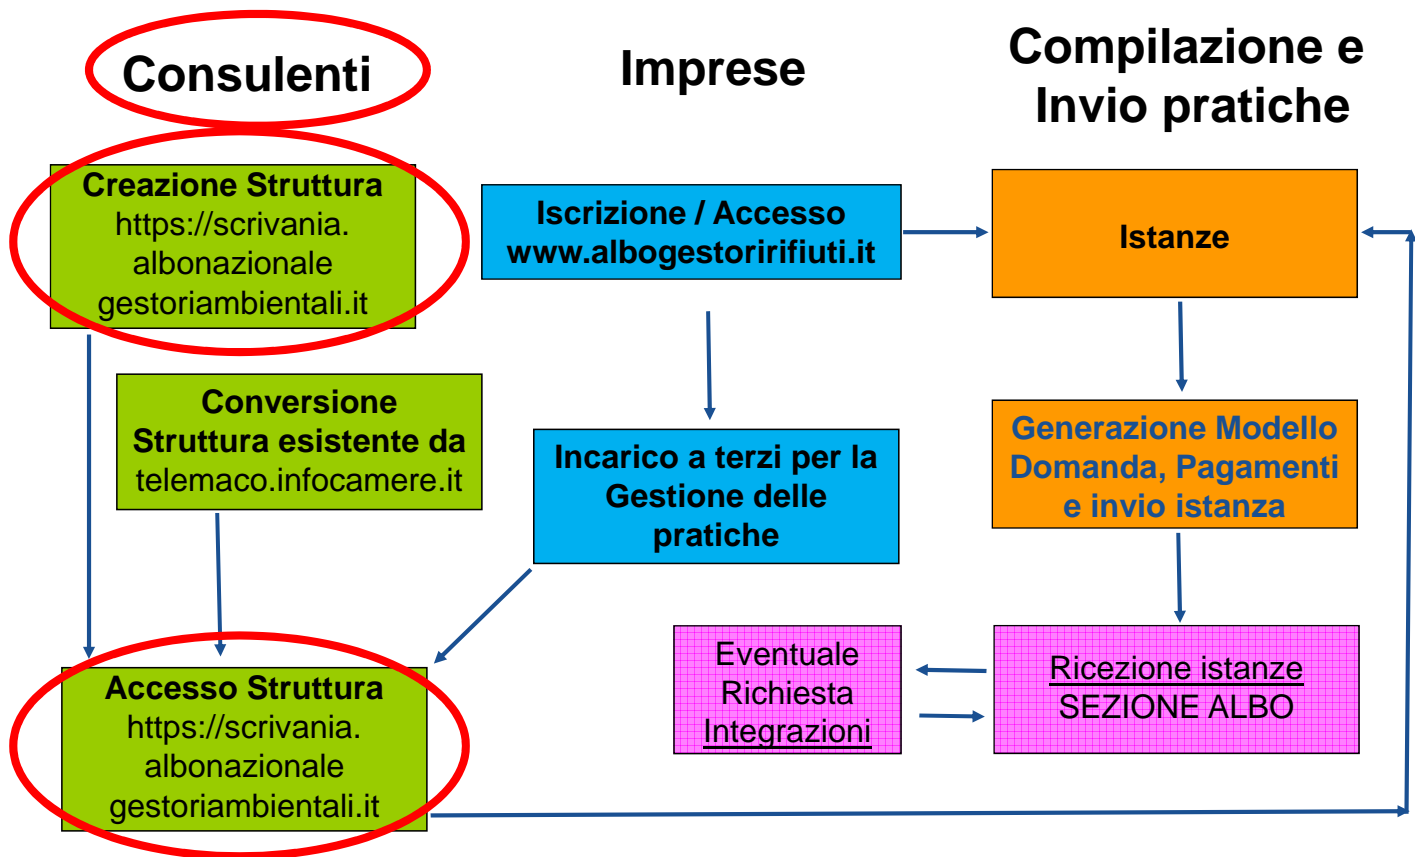 Consulenti
Imprese
Compilazione e
Invio pratiche
Creazione Struttura
https://scrivania.
albonazionale
gestoriambientali.it
Iscrizione / Accesso
www.albogestoririfiuti.it
Istanze
Conversione
Struttura esistente da
telemaco.infocamere.it
Incarico a terzi per la
Gestione delle
pratiche
Generazione Modello
Domanda, Pagamenti
e invio istanza
Accesso Struttura
https://scrivania.
albonazionale
gestoriambientali.it
Eventuale
Richiesta
Integrazioni
Ricezione istanze
SEZIONE ALBO